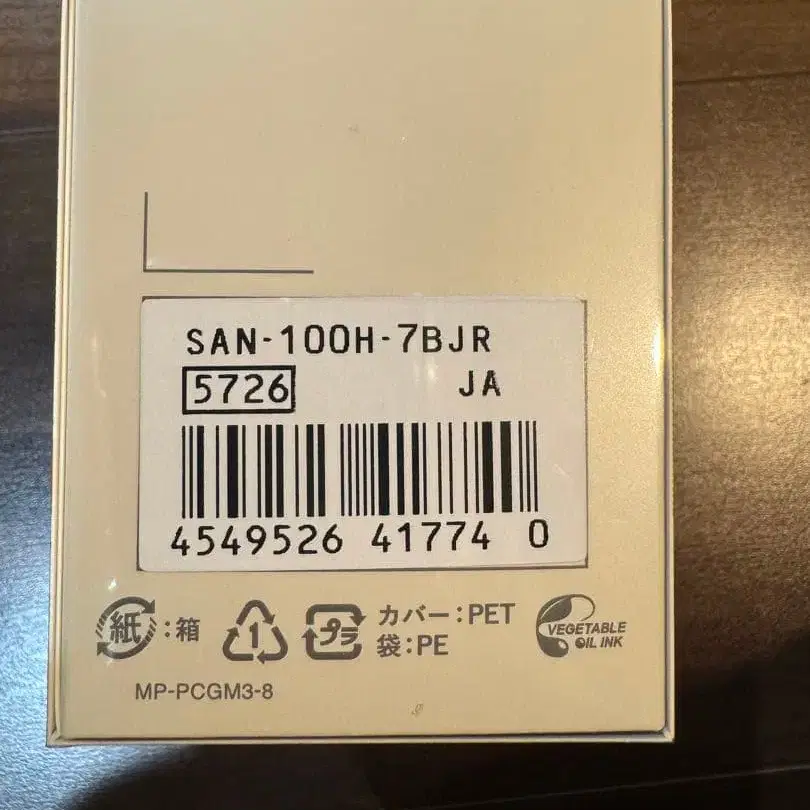 SAN-100H-7BJR
5726 JA
4549526 41774 0
紙:箱
1
プラ
カバー:PET
袋:PE
VEGETABLE
OIL INK
MP-PCGM3-8